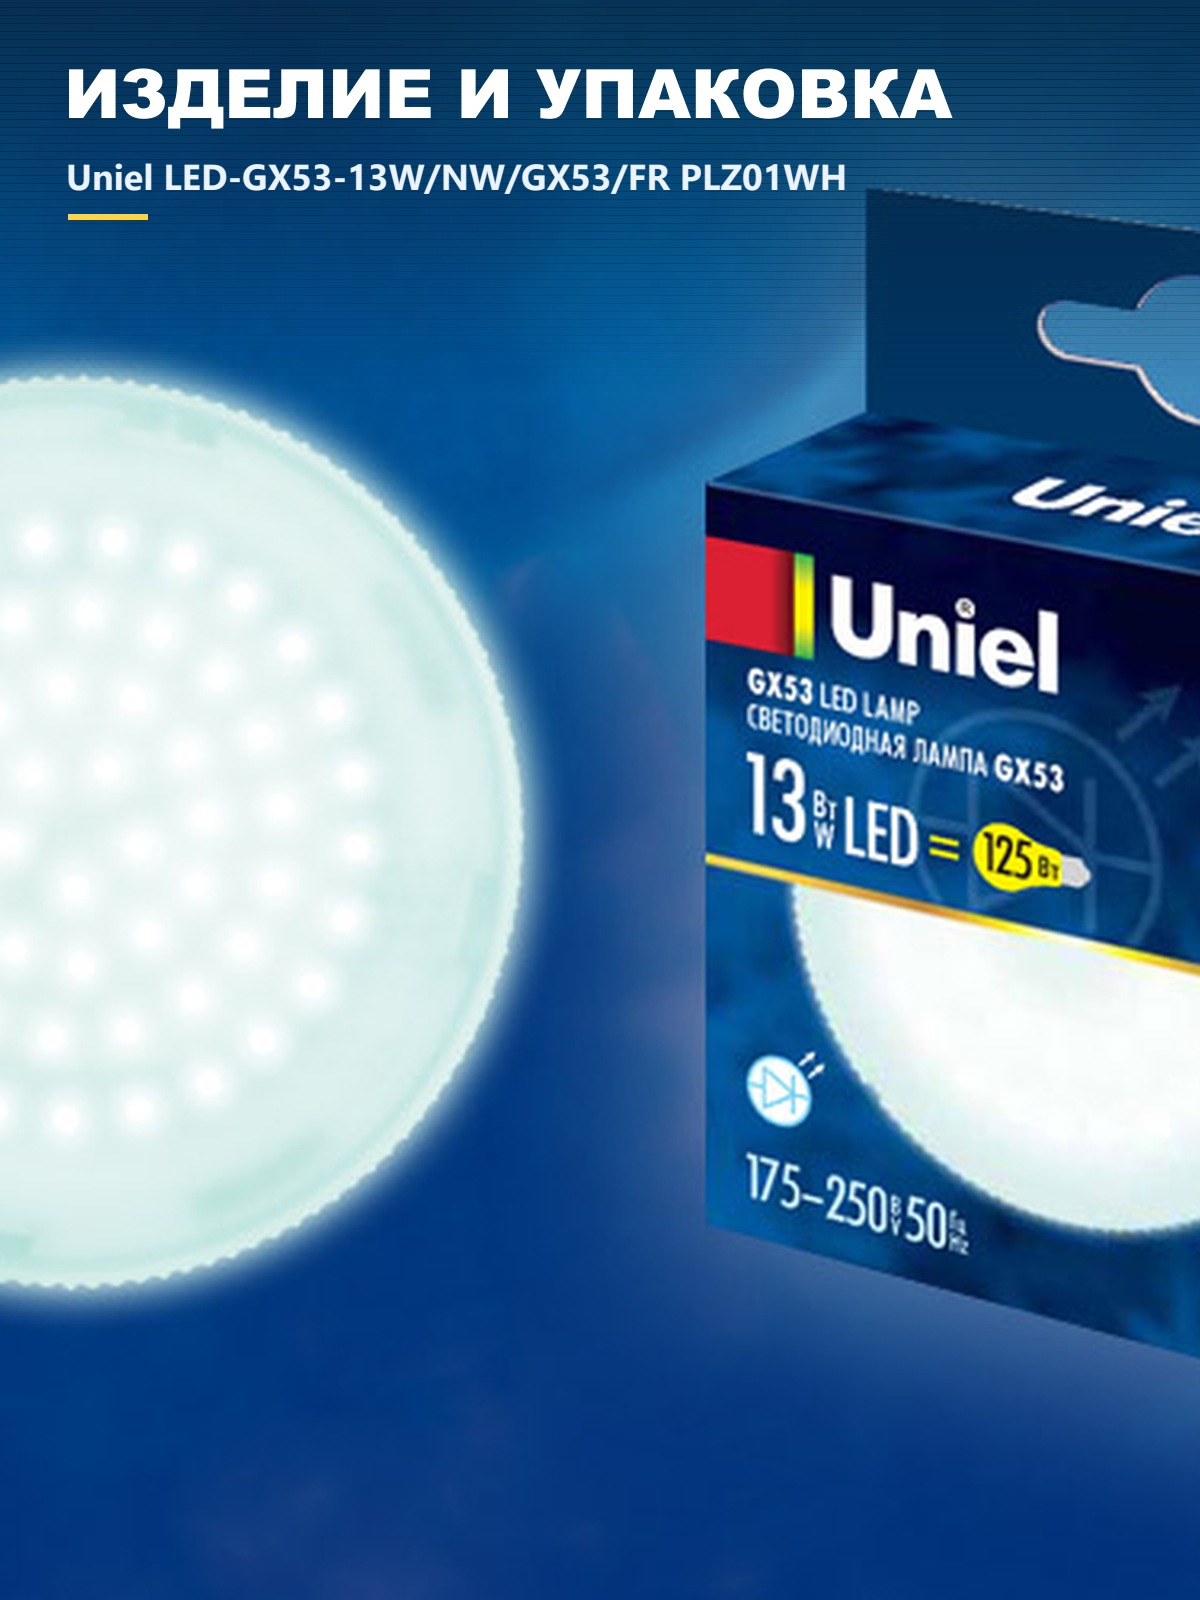 ИЗДЕЛИЕ И УПАКОВКА
Uniel LED-GX53-13W/NW/GX53/FR PLZ01WH
Uniel®
GX53 LED LAMP
СВЕТОДИОДНАЯ ЛАМПА GX53
13 Вт W LED = 125 Вт
175–250 В V 50 Гц Hz